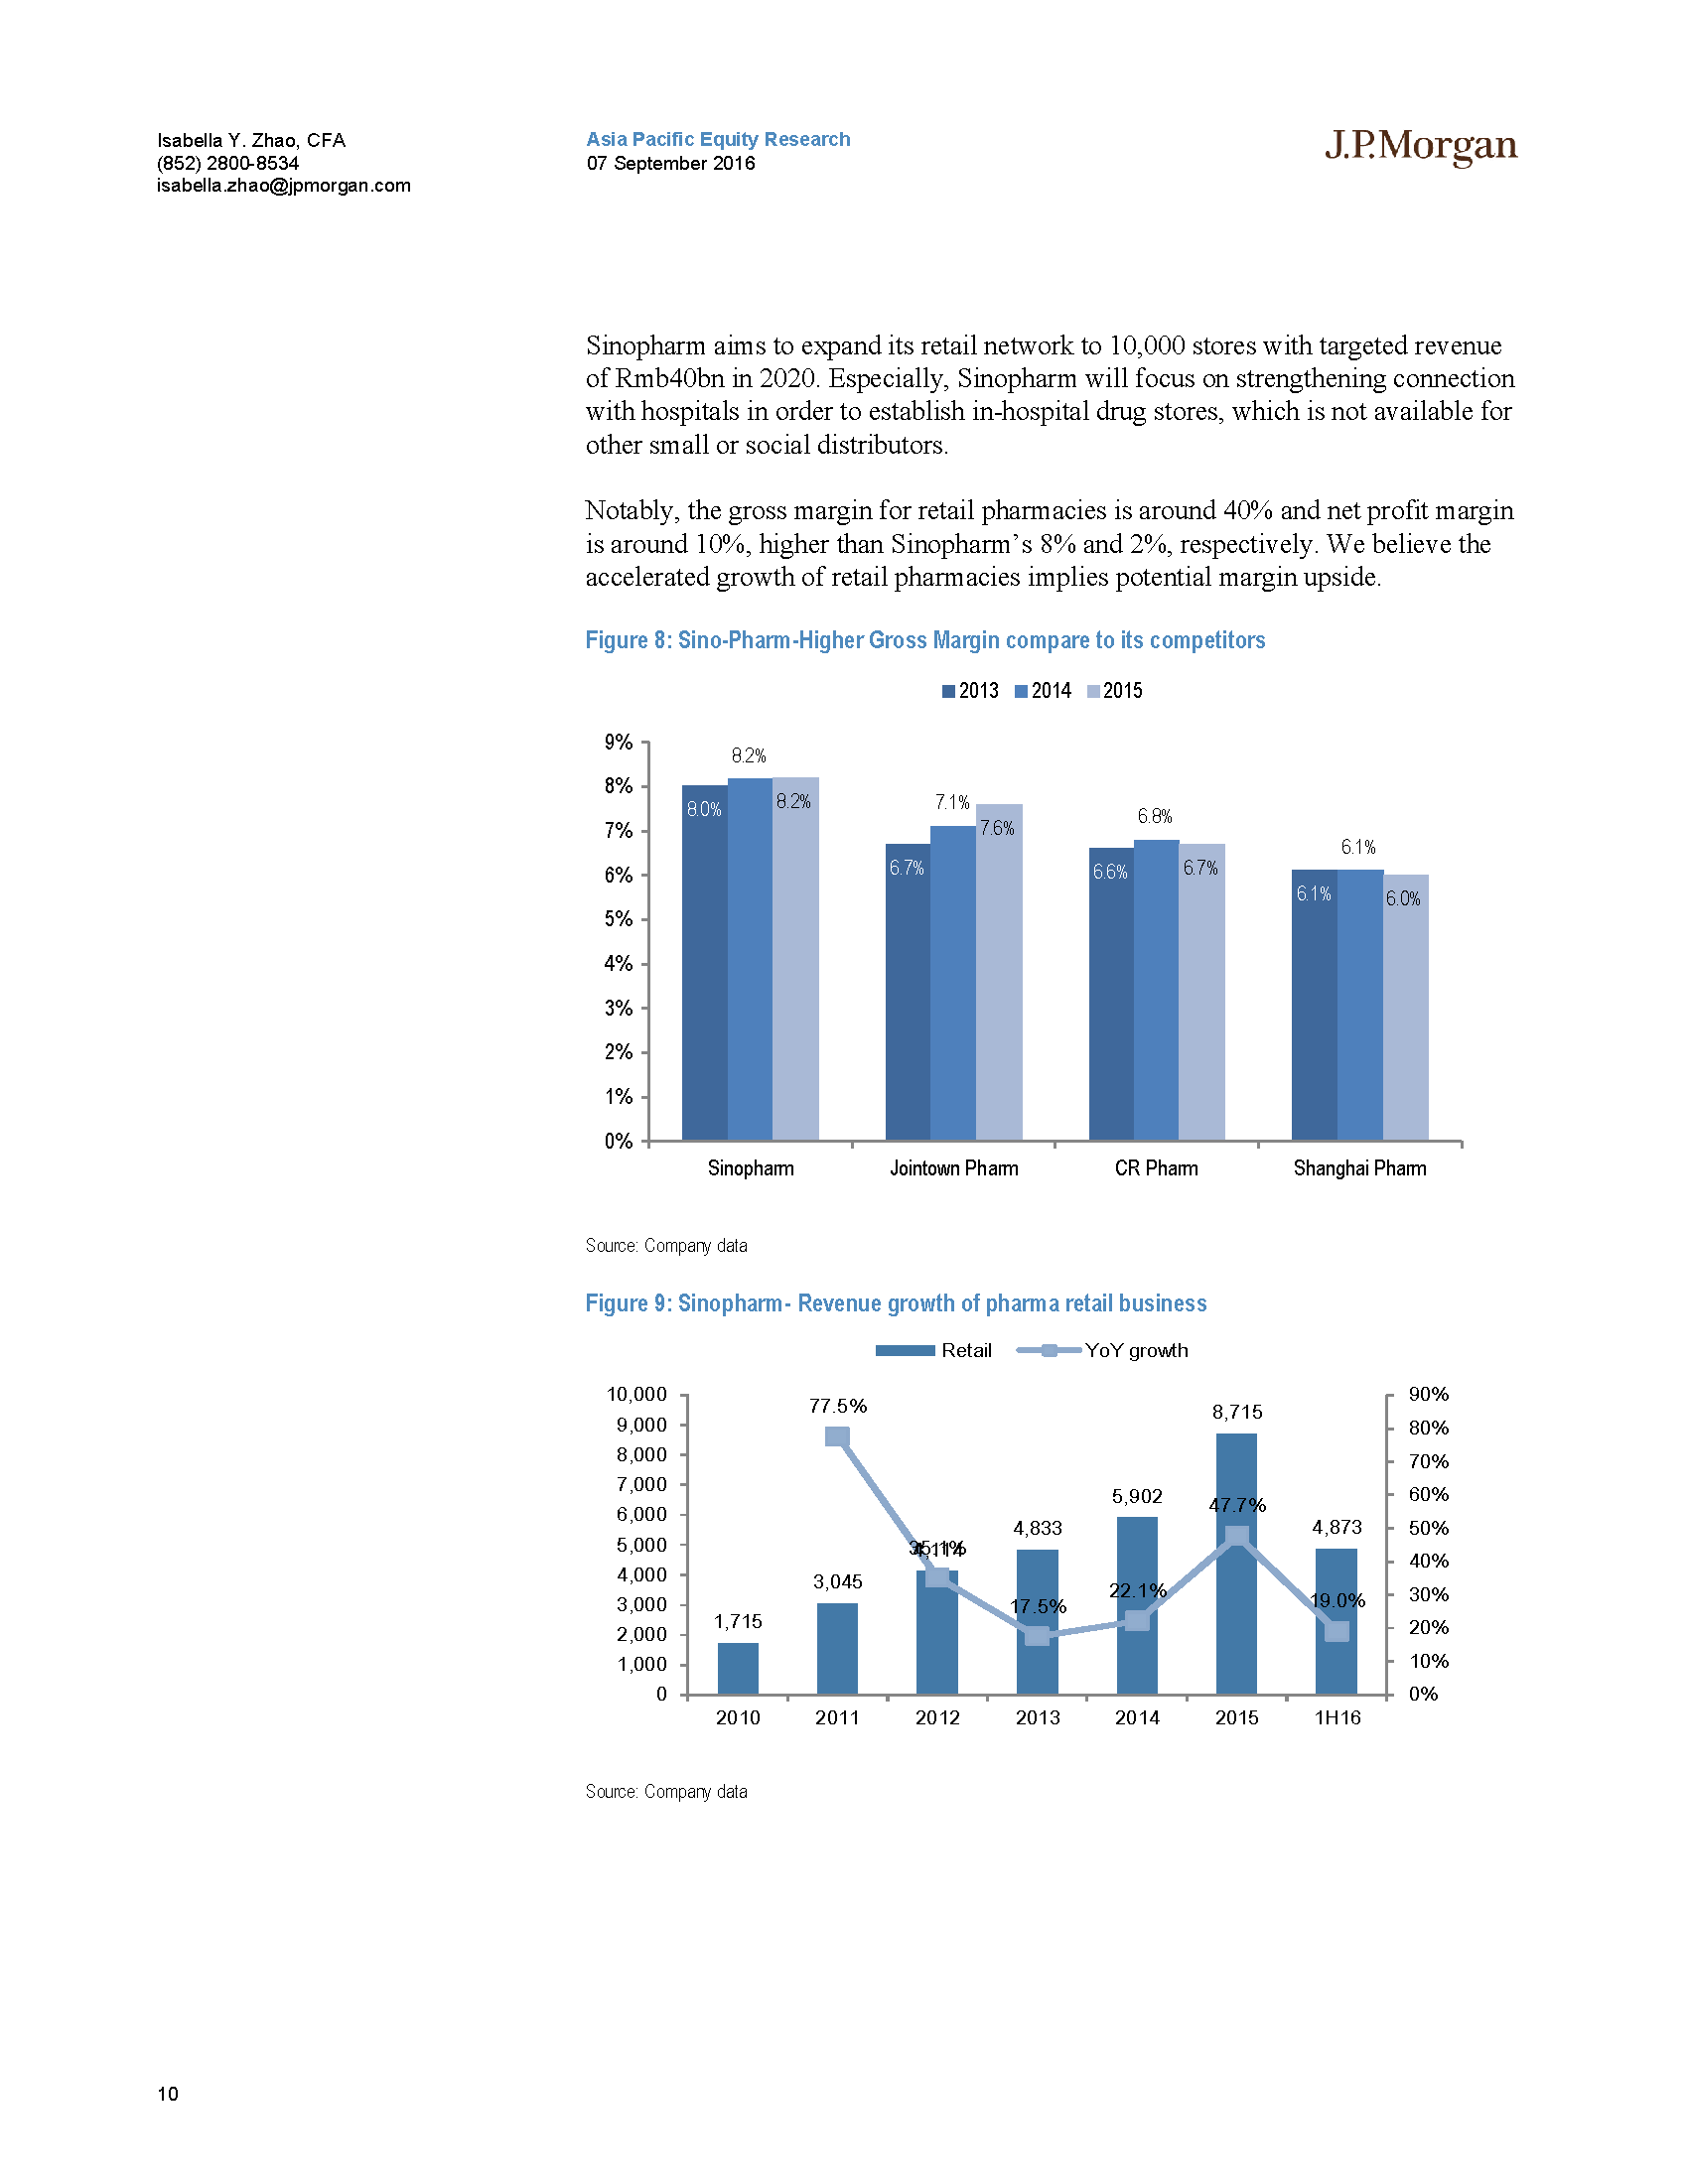 Isabella Y. Zhao, CFA
(852) 2800-8534
isabella.zhao@jpmorgan.com
Asia Pacific Equity Research
07 September 2016
J.P.Morgan
Sinopharm aims to expand its retail network to 10,000 stores with targeted revenue
of Rmb40bn in 2020. Especially, Sinopharm will focus on strengthening connection
with hospitals in order to establish in-hospital drug stores, which is not available for
other small or social distributors.
Notably, the gross margin for retail pharmacies is around 40% and net profit margin
is around 10%, higher than Sinopharm’s 8% and 2%, respectively. We believe the
accelerated growth of retail pharmacies implies potential margin upside.
Figure 8: Sino-Pharm-Higher Gross Margin compare to its competitors
2013 2014 2015
9%
8%
7%
6%
5%
4%
3%
2%
1%
0%
8.0% 8.2% 8.2%
6.7% 7.1% 7.6%
6.6% 6.8% 6.7%
6.1% 6.1% 6.0%
Sinopharm Jointown Pharm CR Pharm Shanghai Pharm
Source: Company data
Figure 9: Sinopharm- Revenue growth of pharma retail business
Retail YoY growth
10,000
9,000
8,000
7,000
6,000
5,000
4,000
3,000
2,000
1,000
0
1,715 3,045 4,114 4,833 5,902 8,715 4,873
77.5% 35.1% 17.5% 22.1% 47.7% 19.0%
90%
80%
70%
60%
50%
40%
30%
20%
10%
0%
2010 2011 2012 2013 2014 2015 1H16
Source: Company data
10